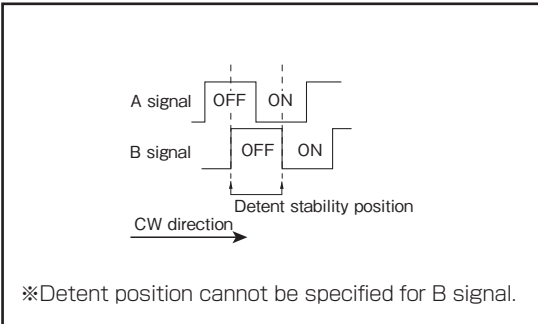 A signal OFF ON
B signal OFF ON
Detent stability position
CW direction
※Detent position cannot be specified for B signal.